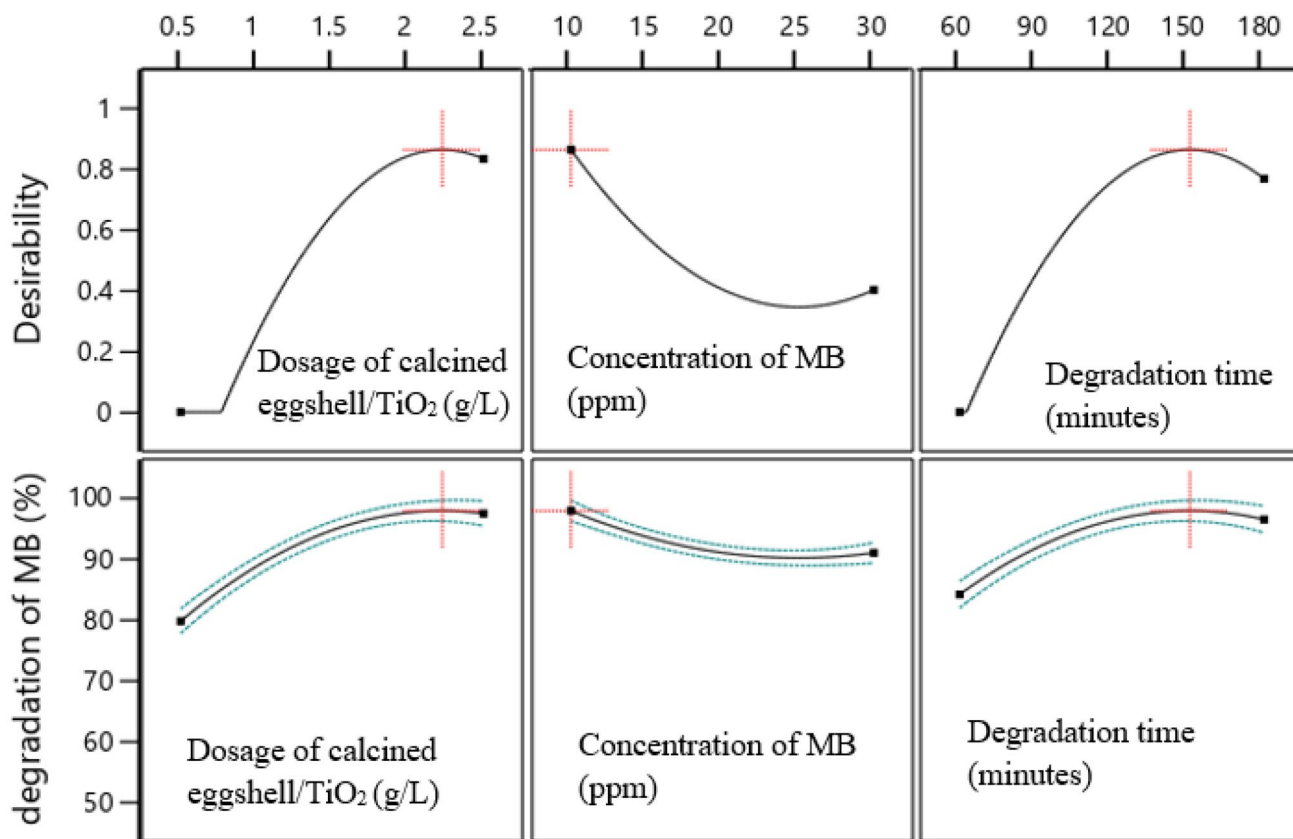 0.5 1 1.5 2 2.5 10 15 20 25 30 60 90 120 150 180
Desirability
1
0.8
0.6
0.4
0.2
0
Dosage of calcined
eggshell/TiO₂ (g/L)
Concentration of MB
(ppm)
Degradation time
(minutes)
degradation of MB (%)
100
90
80
70
60
50
Dosage of calcined
eggshell/TiO₂ (g/L)
Concentration of MB
(ppm)
Degradation time
(minutes)